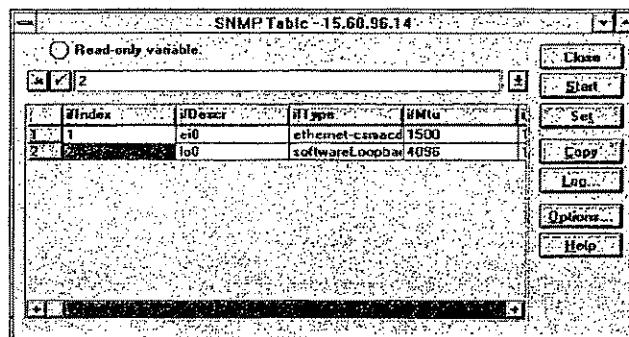 SNMP Table - 15.60.96.14
Read-only variable.
Close
2
Start
ifIndex ifDescr ifType ifMtu
Set
1 1 ei0 ethernet-csmacd 1500
2 lo0 softwareLoopbac 4096
Copy
Log...
Options...
Help